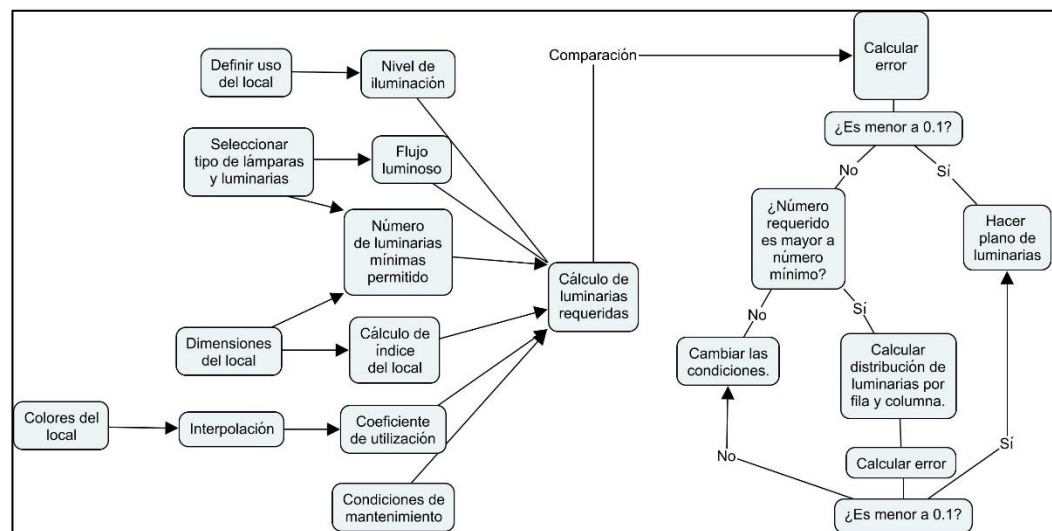 Definir uso
del local
Nivel de
iluminación
Seleccionar
tipo de lámparas
y luminarias
Flujo
luminoso
Número
de luminarias
mínimas
permitido
Dimensiones
del local
Cálculo de
índice
del local
Colores del
local
Interpolación
Coeficiente
de utilización
Condiciones de
mantenimiento
Cálculo de
luminarias
requeridas
Comparación
Calcular
error
¿Es menor a 0.1?
No
Sí
¿Número
requerido
es mayor a
número
mínimo?
Hacer
plano de
luminarias
No
Sí
Cambiar las
condiciones.
Calcular
distribución de
luminarias por
fila y columna.
No
Sí
Calcular error
¿Es menor a 0.1?